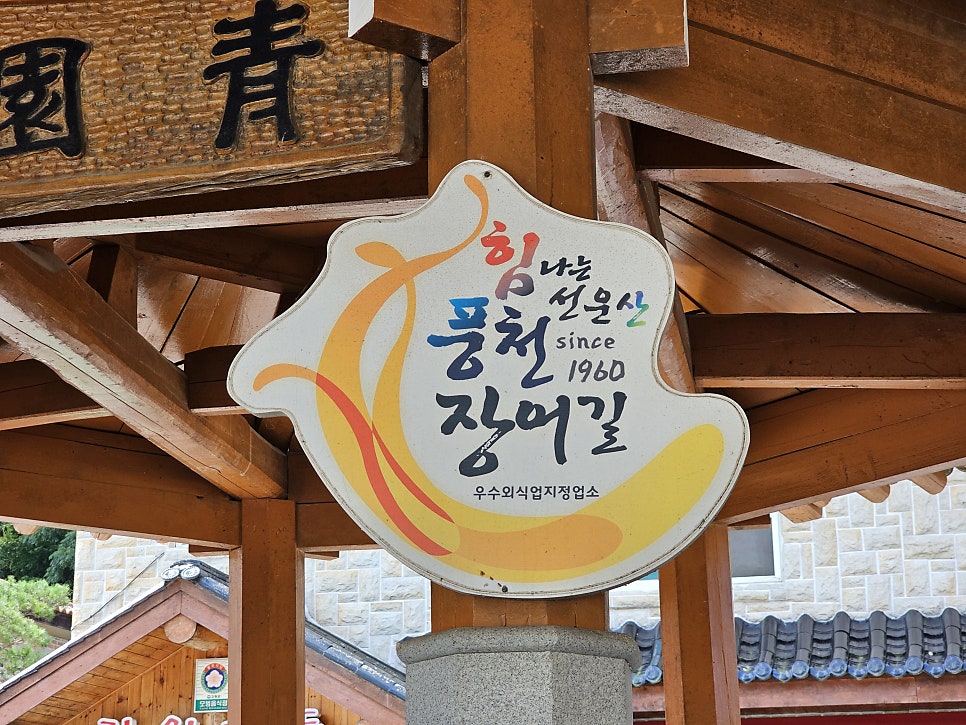 園 靑
힘나는
선운산
풍천
since
1960
장어길
우수외식업지정업소
모범음식점